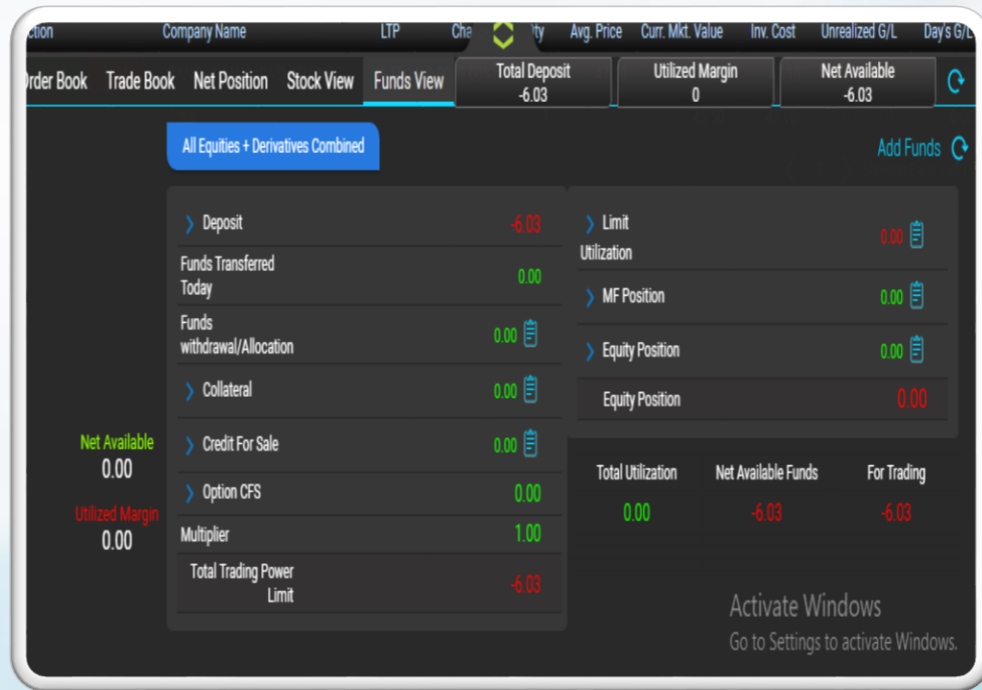 Company Name LTP Avg. Price Curr. Mkt. Value Inv. Cost Unrealized G/L Day's G/L
Order Book Trade Book Net Position Stock View Funds View Total Deposit Utilized Margin Net Available
-6.03 0 -6.03
All Equities + Derivatives Combined Add Funds
Deposit -6.03
Funds Transferred
Today 0.00
Funds
withdrawal/Allocation 0.00
Collateral 0.00
Credit For Sale 0.00
Option CFS 0.00
Multiplier 1.00
Total Trading Power
Limit -6.03
Limit
Utilization 0.00
MF Position 0.00
Equity Position 0.00
Equity Position 0.00
Net Available
0.00
Utilized Margin
0.00
Total Utilization Net Available Funds For Trading
0.00 -6.03 -6.03
Activate Windows
Go to Settings to activate Windows.